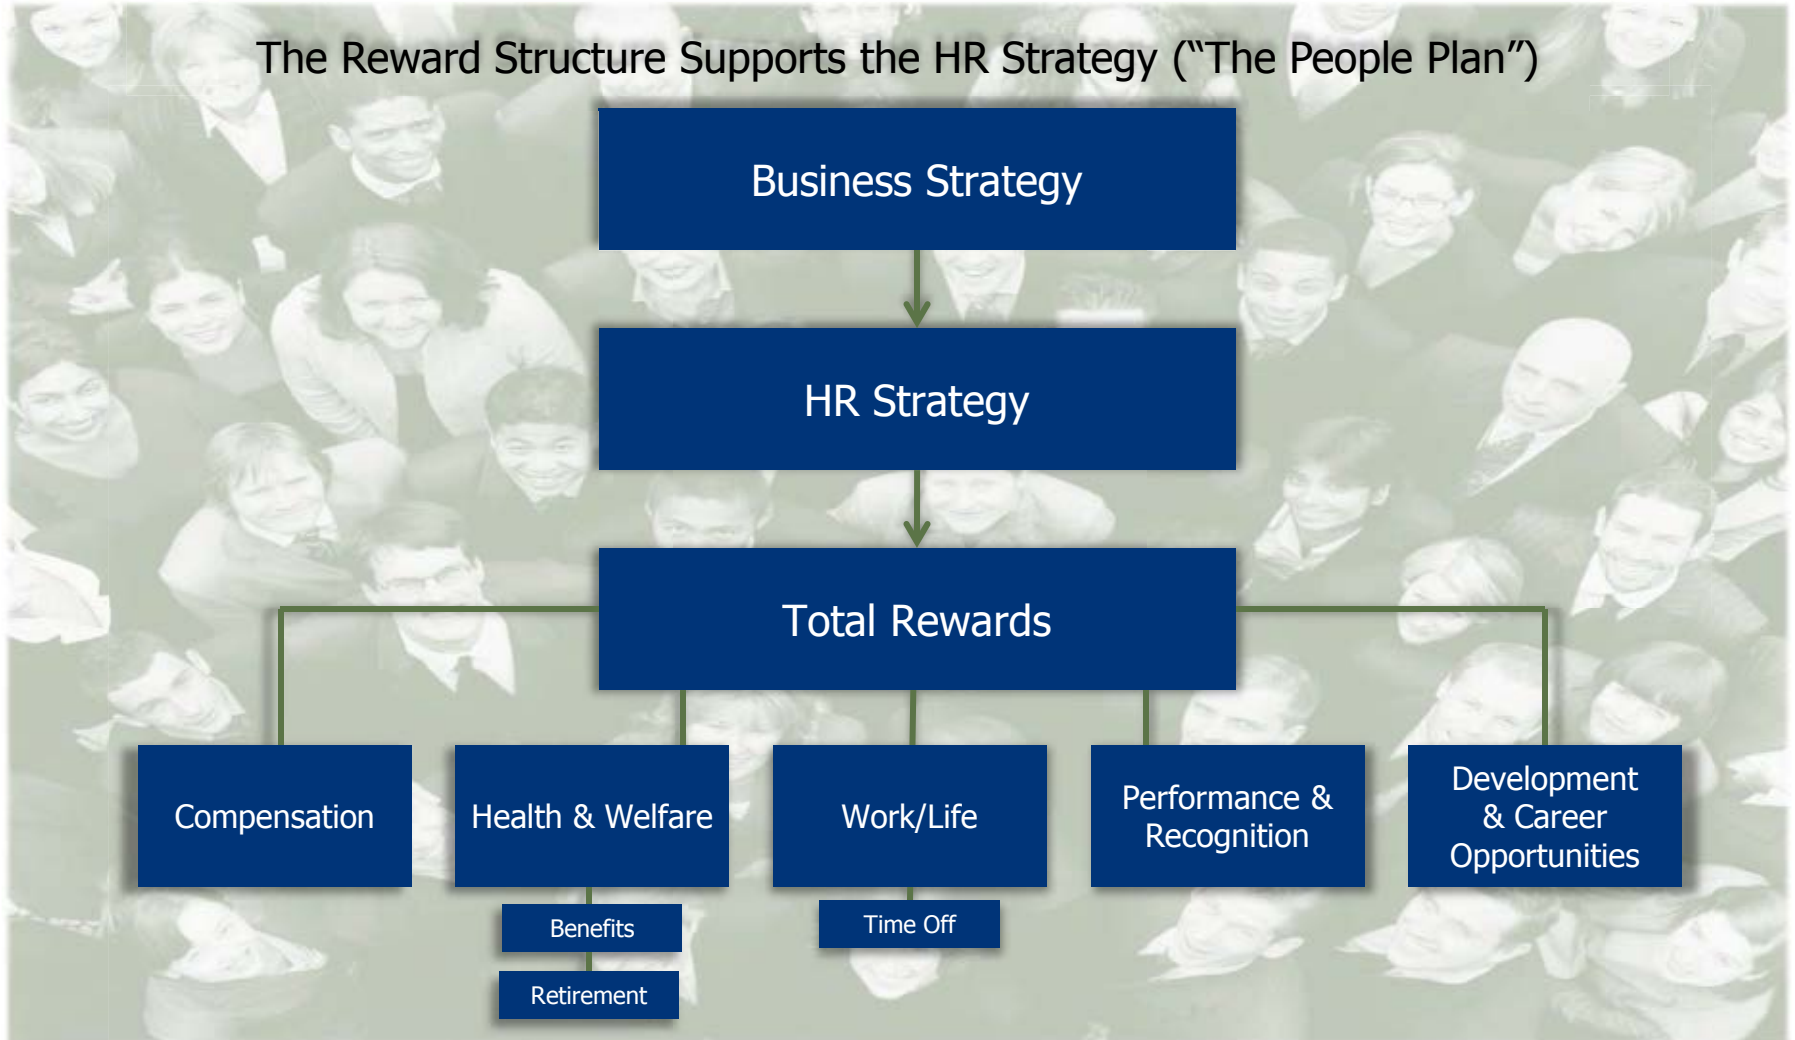 The Reward Structure Supports the HR Strategy (“The People Plan”)
Business Strategy
HR Strategy
Total Rewards
Compensation
Health & Welfare
Work/Life
Performance &
Recognition
Development
& Career
Opportunities
Benefits
Time Off
Retirement